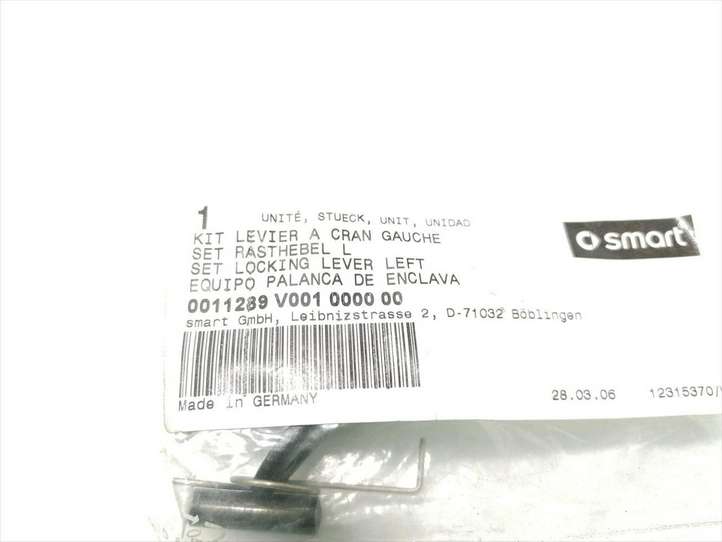 1 UNITÉ, STUECK, UNIT, UNIDAD
KIT LEVIER A CRAN GAUCHE
SET RASTHEBEL L
SET LOCKING LEVER LEFT
EQUIPO PALANCA DE ENCLAVA
0011289 V001 0000 00
smart GmbH, Leibnizstrasse 2, D-71032 Böblingen
smart
Made in GERMANY
28.03.06 12315370/